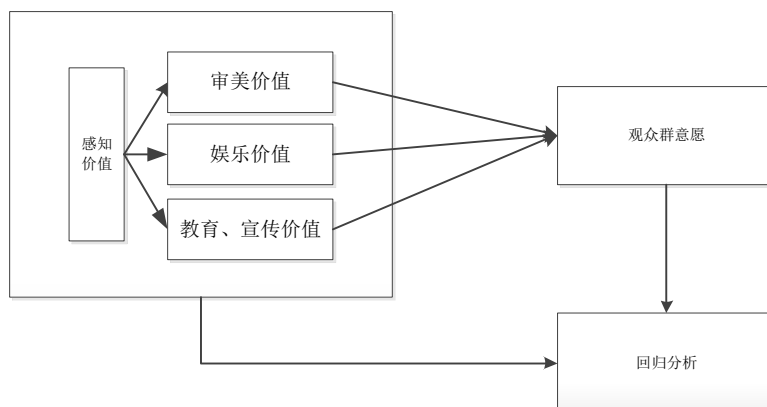 感知
价值
审美价值
娱乐价值
教育、宣传价值
观众群意愿
回归分析